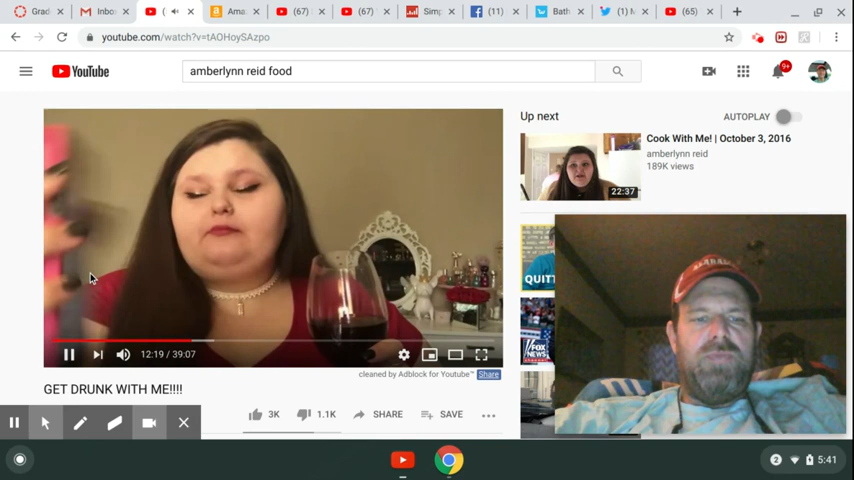 Grad
Inbo
(
Ama
(67)
(67)
Simp
(11)
Bath
(1) M
(65)
youtube.com/watch?v=tAOHoySAzpo
YouTube
amberlynn reid food
9+
Up next
AUTOPLAY
Cook With Me! | October 3, 2016
amberlynn reid
189K views
22:37
QUIT
FOX
NEWS
12:19 / 39:07
cleaned by Adblock for Youtube™ Share
GET DRUNK WITH ME!!!!
3K
1.1K
SHARE
SAVE
2
5:41